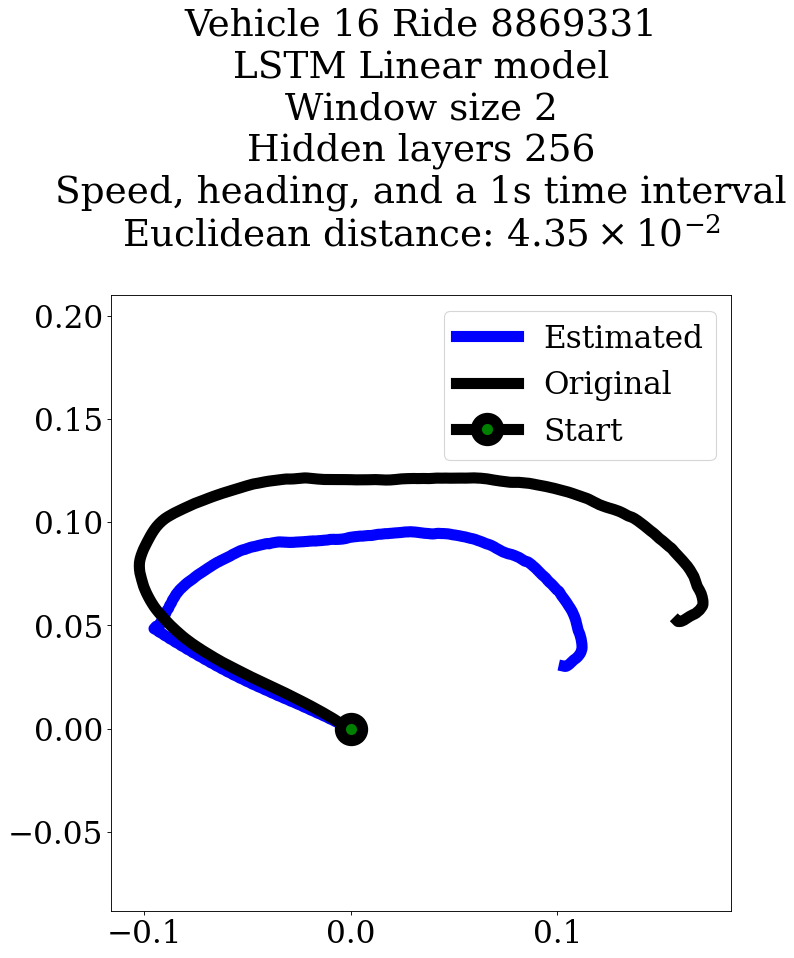 Vehicle 16 Ride 8869331
LSTM Linear model
Window size 2
Hidden layers 256
Speed, heading, and a 1s time interval
Euclidean distance: 4.35 × 10⁻²
Estimated
Original
Start
0.20
0.15
0.10
0.05
0.00
−0.05
−0.1 0.0 0.1